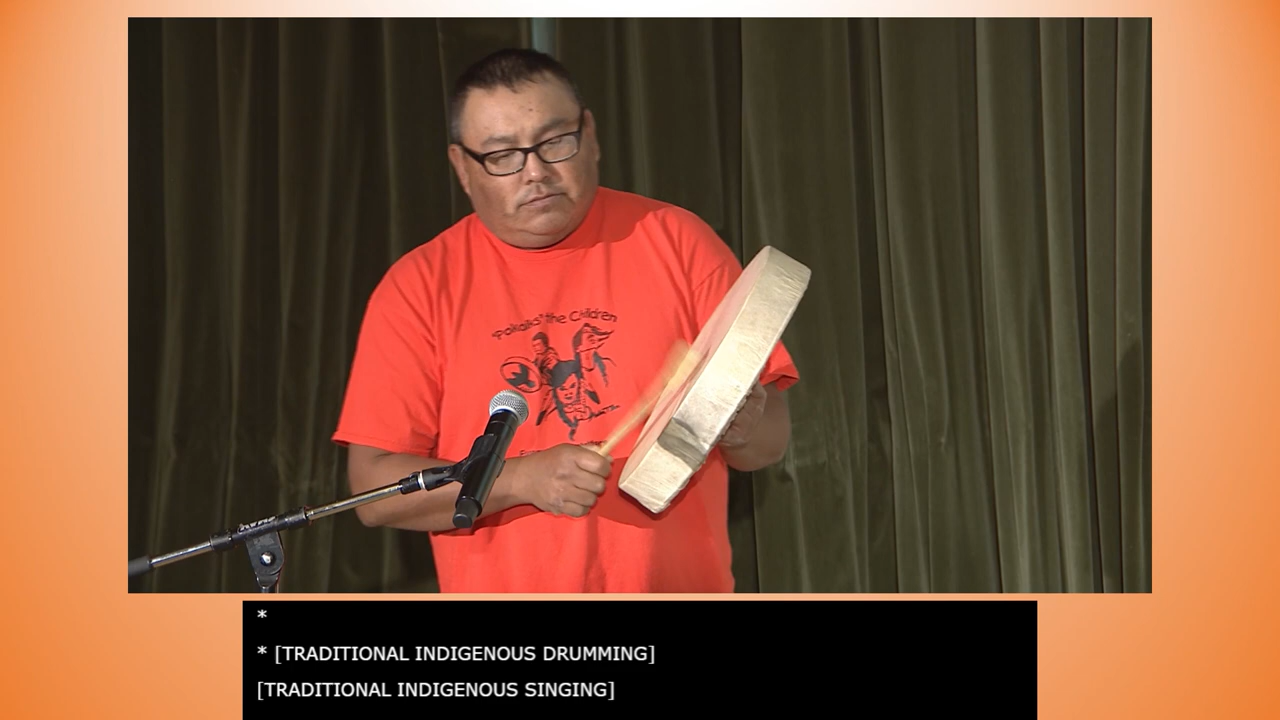 the Children
*
* [TRADITIONAL INDIGENOUS DRUMMING]
[TRADITIONAL INDIGENOUS SINGING]